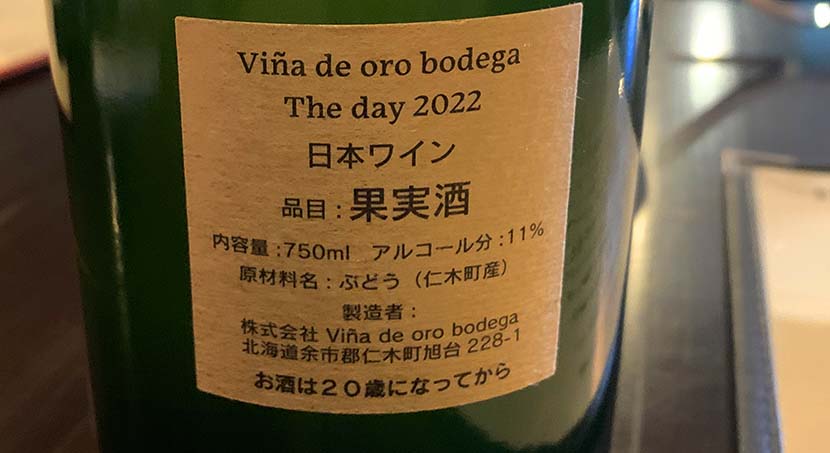 Viña de oro bodega
The day 2022
日本ワイン
品目：果実酒
内容量：750ml　アルコール分：11%
原材料名：ぶどう（仁木町産）
製造者：
株式会社 Viña de oro bodega
北海道余市郡仁木町旭台 228-1
お酒は２０歳になってから